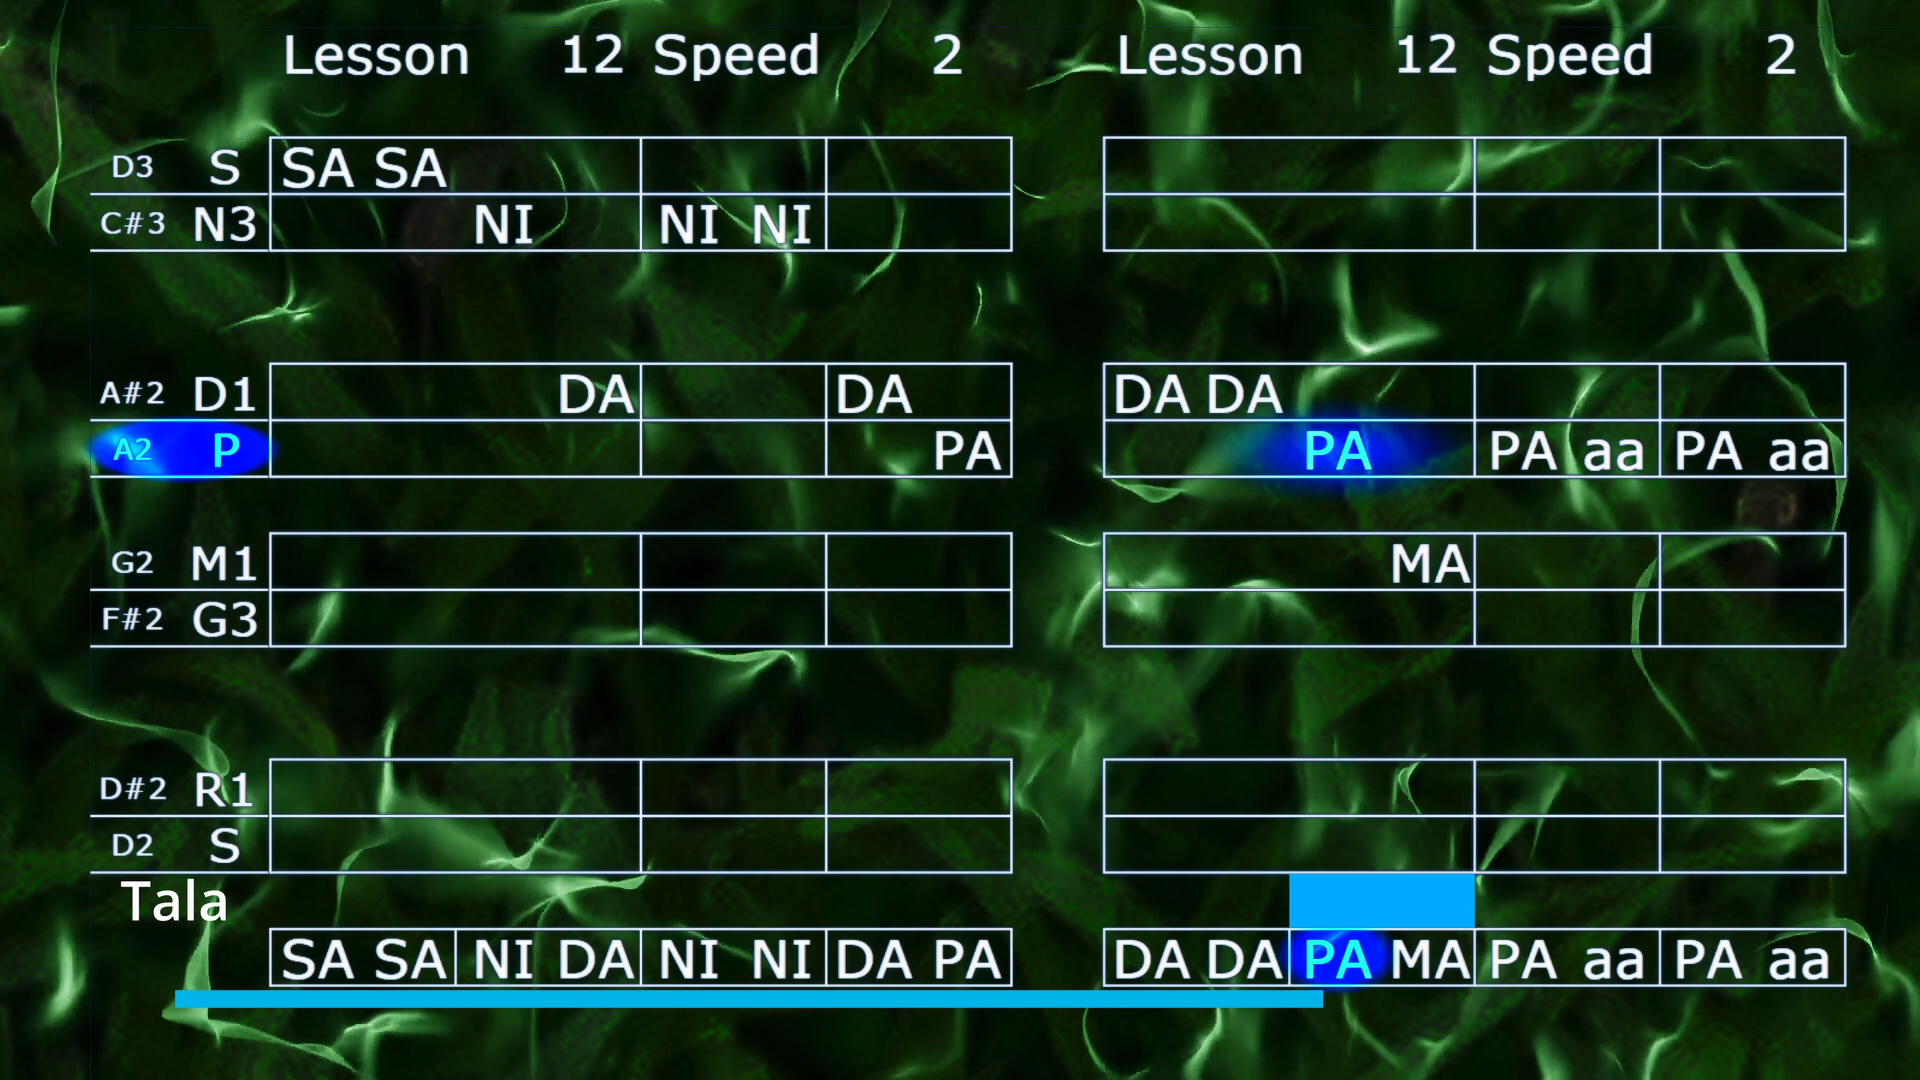 Lesson 12 Speed 2 Lesson 12 Speed 2
D3 S SA SA
C#3 N3 NI NI NI
A#2 D1 DA DA DA DA
A2 P PA PA PA aa PA aa
G2 M1 MA
F#2 G3
D#2 R1
D2 S
Tala
SA SA NI DA NI NI DA PA DA DA PA MA PA aa PA aa